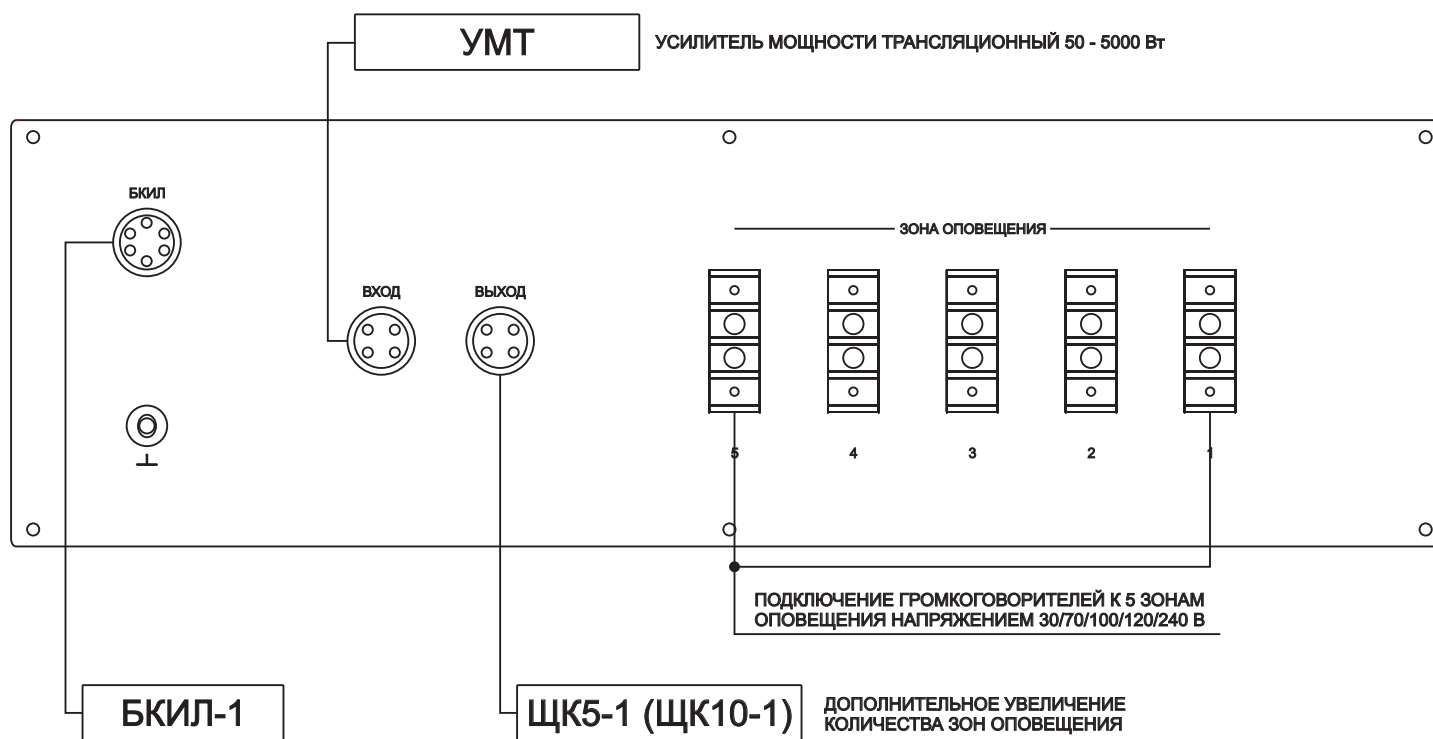 УМТ
УСИЛИТЕЛЬ МОЩНОСТИ ТРАНСЛЯЦИОННЫЙ 50 - 5000 Вт
БКИЛ
ЗОНА ОПОВЕЩЕНИЯ
ВХОД
ВЫХОД
5
4
3
2
1
ПОДКЛЮЧЕНИЕ ГРОМКОГОВОРИТЕЛЕЙ К 5 ЗОНАМ
ОПОВЕЩЕНИЯ НАПРЯЖЕНИЕМ 30/70/100/120/240 В
БКИЛ-1
ЩК5-1 (ЩК10-1)
ДОПОЛНИТЕЛЬНОЕ УВЕЛИЧЕНИЕ
КОЛИЧЕСТВА ЗОН ОПОВЕЩЕНИЯ